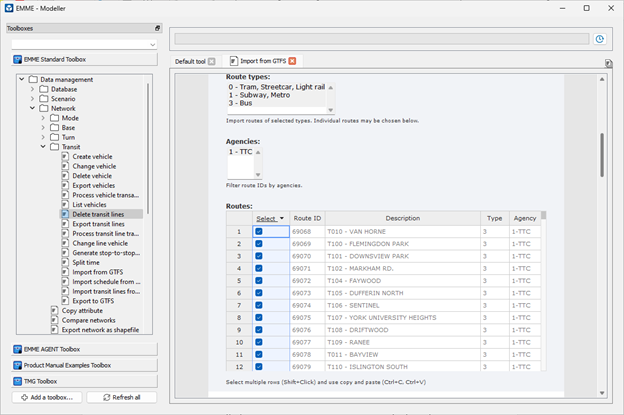 EMME - Modeller
Toolboxes
EMME Standard Toolbox
Data management
Database
Scenario
Network
Mode
Base
Turn
Transit
Create vehicle
Change vehicle
Delete vehicle
Export vehicles
Process vehicle transa...
List vehicles
Delete transit lines
Export transit lines
Process transit line tra...
Change line vehicle
Generate stop-to-stop...
Split time
Import from GTFS
Import schedule from ...
Import transit lines fro...
Export to GTFS
Copy attribute
Compare networks
Export network as shapefile
EMME AGENT Toolbox
Product Manual Examples Toolbox
TMG Toolbox
Add a toolbox...
Refresh all
Default tool
Import from GTFS
Route types:
0 - Tram, Streetcar, Light rail
1 - Subway, Metro
3 - Bus
Import routes of selected types. Individual routes may be chosen below.
Agencies:
1 - TTC
Filter route IDs by agencies.
Routes:
Select Route ID Description Type Agency
1 69068 T010 - VAN HORNE 3 1-TTC
2 69069 T100 - FLEMINGDON PARK 3 1-TTC
3 69070 T101 - DOWNSVIEW PARK 3 1-TTC
4 69071 T102 - MARKHAM RD. 3 1-TTC
5 69072 T104 - FAYWOOD 3 1-TTC
6 69073 T105 - DUFFERIN NORTH 3 1-TTC
7 69074 T106 - SENTINEL 3 1-TTC
8 69075 T107 - YORK UNIVERSITY HEIGHTS 3 1-TTC
9 69076 T108 - DRIFTWOOD 3 1-TTC
10 69077 T109 - RANEE 3 1-TTC
11 69078 T011 - BAYVIEW 3 1-TTC
12 69079 T110 - ISLINGTON SOUTH 3 1-TTC
Select multiple rows (Shift+Click) and use copy and paste (Ctrl+C, Ctrl+V)